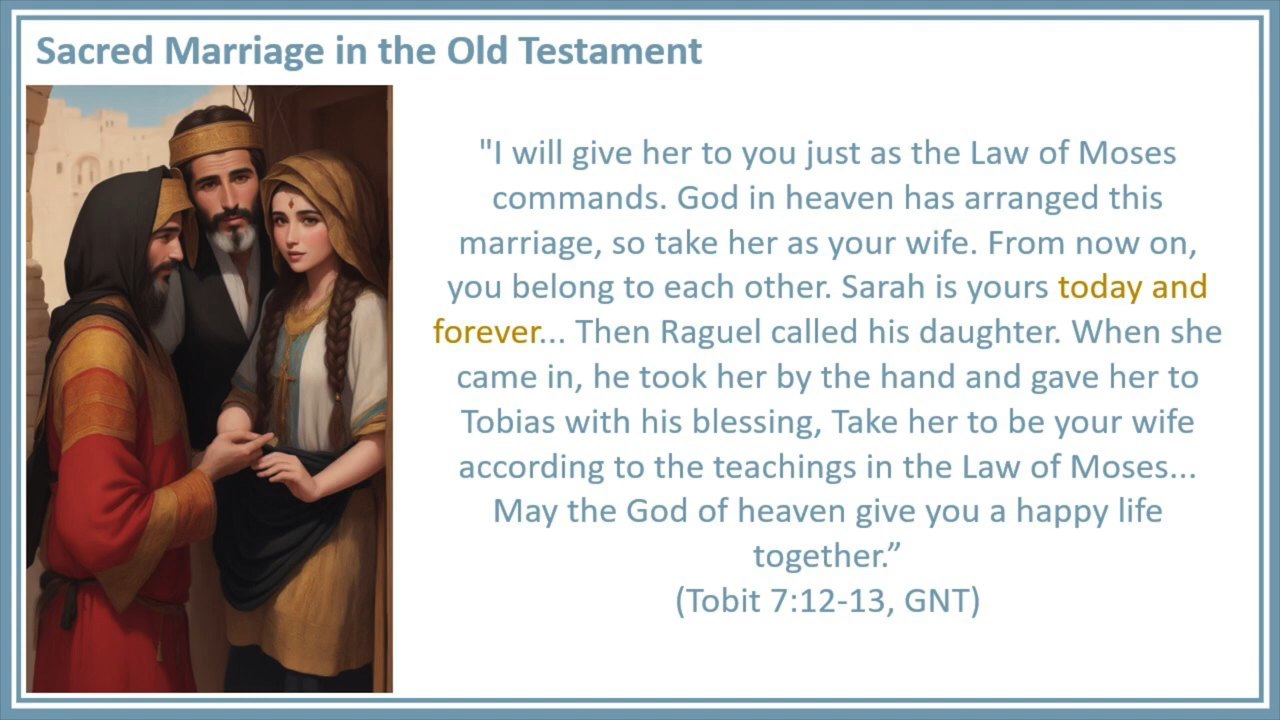 Sacred Marriage in the Old Testament
"I will give her to you just as the Law of Moses
commands. God in heaven has arranged this
marriage, so take her as your wife. From now on,
you belong to each other. Sarah is yours today and
forever... Then Raguel called his daughter. When she
came in, he took her by the hand and gave her to
Tobias with his blessing, Take her to be your wife
according to the teachings in the Law of Moses...
May the God of heaven give you a happy life
together.”
(Tobit 7:12-13, GNT)